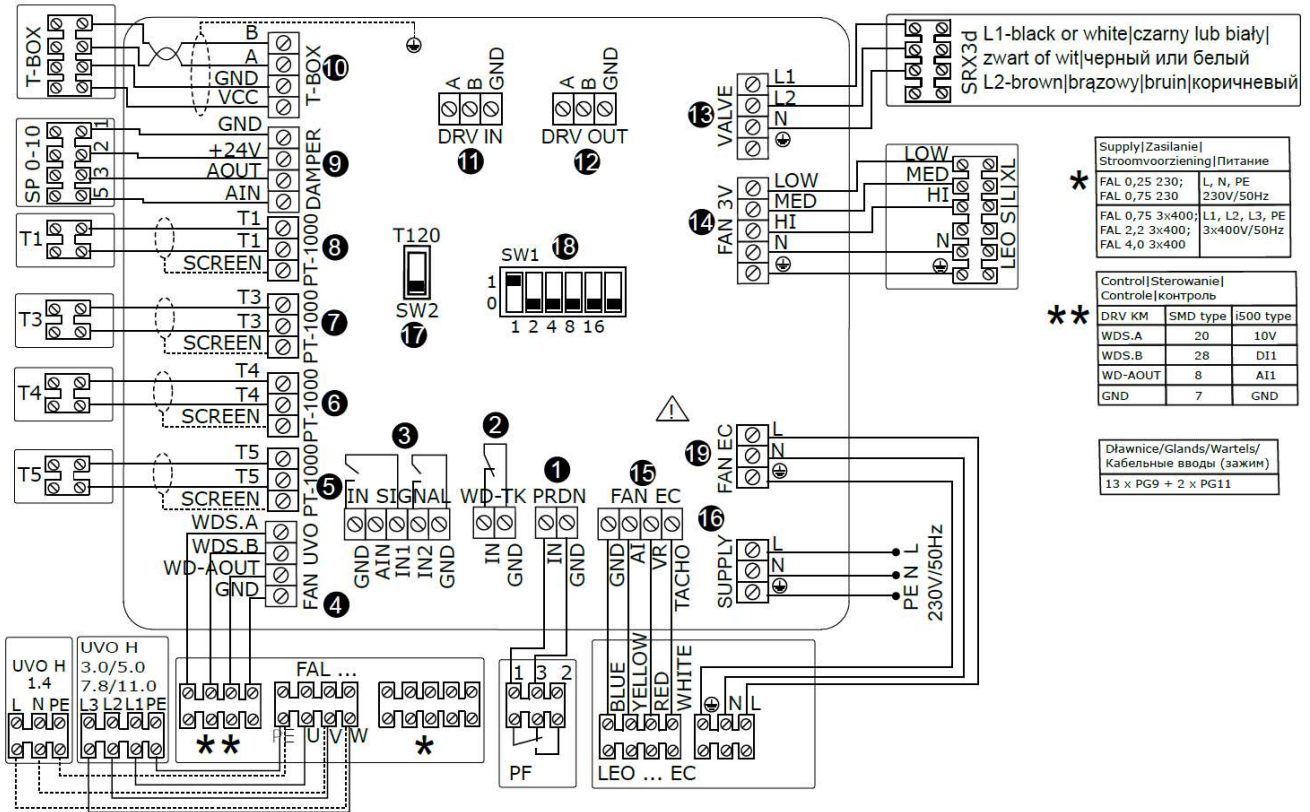 T-BOX
B
A
GND
VCC
T-BOX
10
SP 0-10
1
2
3
5
GND
+24V
AOUT
AIN
DAMPER
9
T1
T1
T1
SCREEN
PT-1000
8
T3
T3
T3
SCREEN
PT-1000
7
T4
T4
T4
SCREEN
PT-1000
6
T5
T5
T5
SCREEN
PT-1000
5
WDS.A
WDS.B
WD-AOUT
GND
FAN UVO
4
A
B
GND
DRV IN
11
A
B
GND
DRV OUT
12
T120
SW2
17
SW1
18
1
0
1 2 4 8 16
3
IN SIGNAL
GND
AIN
IN1
IN2
GND
2
WD-TK
IN
GND
1
PRDN
IN
GND
!
15
FAN EC
GND
AI
VR
TACHO
13
VALVE
L1
L2
N
SRX3d
L1-black or white|czarny lub biały|
zwart of wit|черный или белый
L2-brown|brązowy|bruin|коричневый
14
FAN 3V
LOW
MED
HI
N
LOW
MED
HI
N
LEO S|L|XL
19
FAN EC
L
N
16
SUPPLY
L
N
L
N
PE
230V/50Hz
*
Supply|Zasilanie|
Stroomvoorziening|Питание
FAL 0,25 230; L, N, PE
FAL 0,75 230 230V/50Hz
FAL 0,75 3x400; L1, L2, L3, PE
FAL 2,2 3x400; 3x400V/50Hz
FAL 4,0 3x400
**
Control|Sterowanie|
Controle|контроль
DRV KM SMD type i500 type
WDS.A 20 10V
WDS.B 28 DI1
WD-AOUT 8 AI1
GND 7 GND
Dławnice/Glands/Wartels/
Кабельные вводы (зажим)
13 x PG9 + 2 x PG11
UVO H
1.4
L N PE
UVO H
3.0/5.0
7.8/11.0
L3 L2 L1 PE
FAL ...
**
PE U V W
*
1 3 2
PF
BLUE
YELLOW
RED
WHITE
N L
LEO ... EC